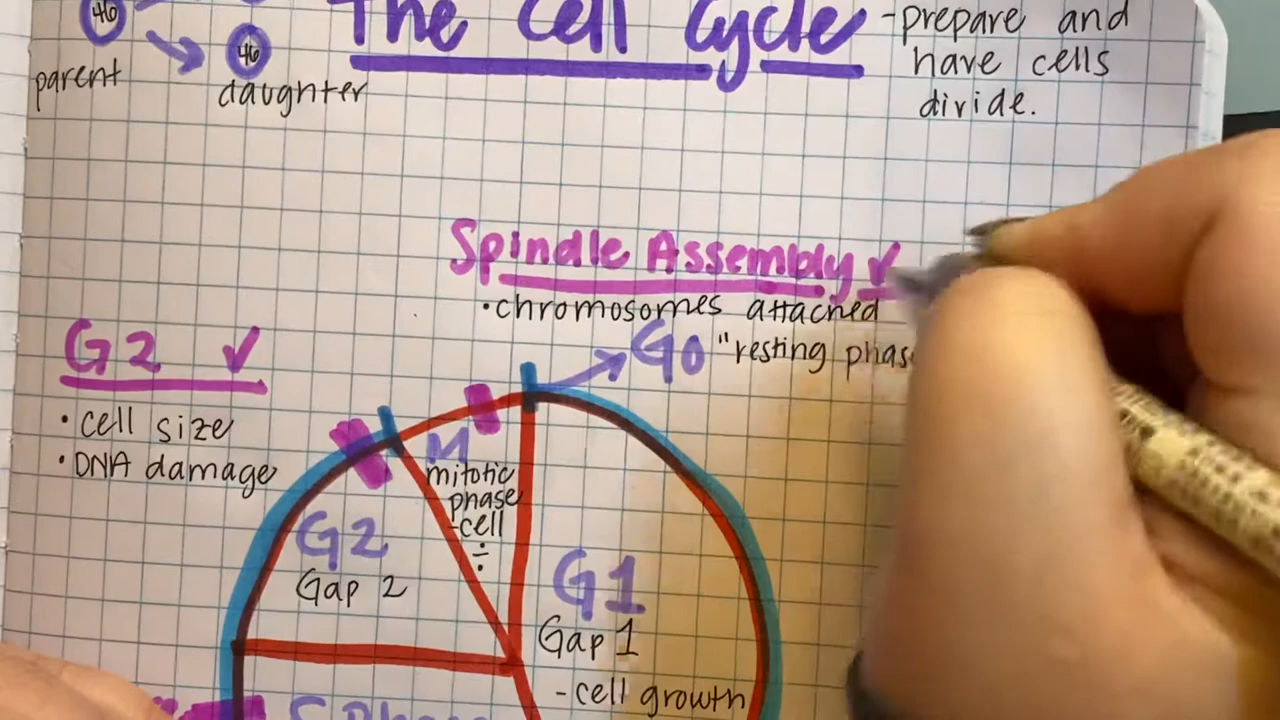 46
parent
46
daughter
The Cell Cycle
-prepare and
have cells
divide.
Spindle Assembly ✓
•chromosomes attached
G0 "resting phas
G2 ✓
•cell size
•DNA damage
M
mitotic
phase
-cell
÷
G2
Gap 2
G1
Gap 1
-cell growth
S Phase